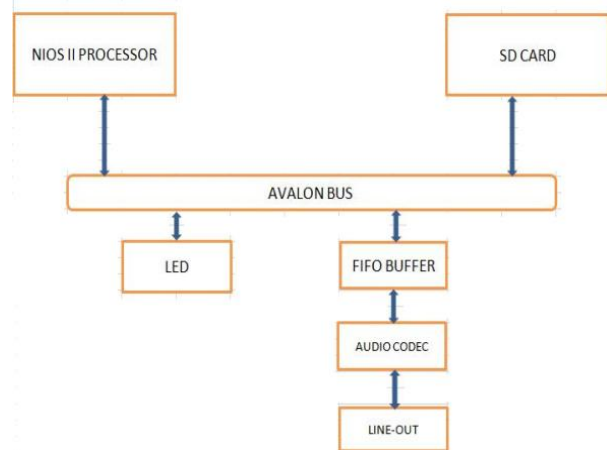 NIOS II PROCESSOR
SD CARD
AVALON BUS
LED
FIFO BUFFER
AUDIO CODEC
LINE-OUT